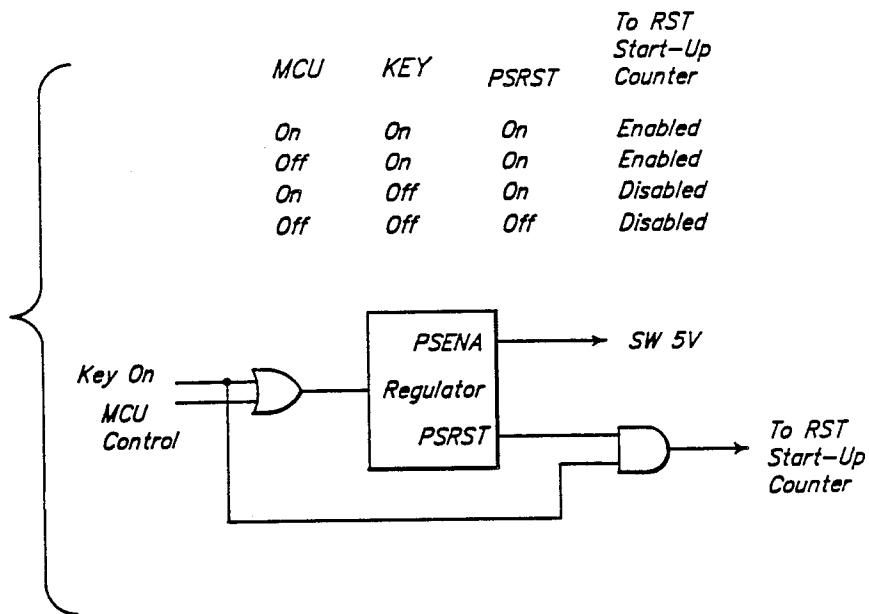 To RST
Start-Up
Counter
MCU KEY PSRST
On On On Enabled
Off On On Enabled
On Off On Disabled
Off Off Off Disabled
PSENA
SW 5V
Key On
Regulator
MCU
Control
PSRST
To RST
Start-Up
Counter